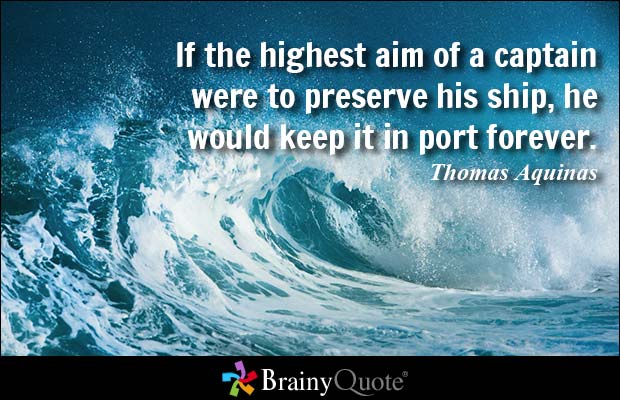 If the highest aim of a captain
were to preserve his ship, he
would keep it in port forever.
Thomas Aquinas
BrainyQuote®